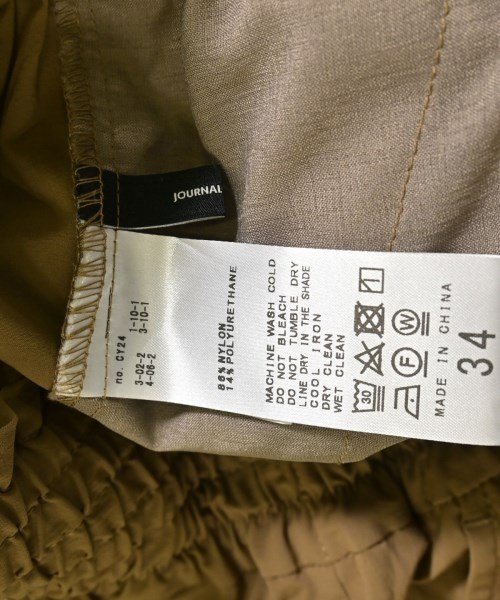 JOURNAL
no. CY24
1-10-1
3-10-1
3-02-2
4-06-2
86% NYLON
14% POLYURETHANE
MACHINE WASH COLD
DO NOT BLEACH
DO NOT TUMBLE DRY
LINE DRY IN THE SHADE
COOL IRON
DRY CLEAN
WET CLEAN
30
F
W
MADE IN CHINA
34